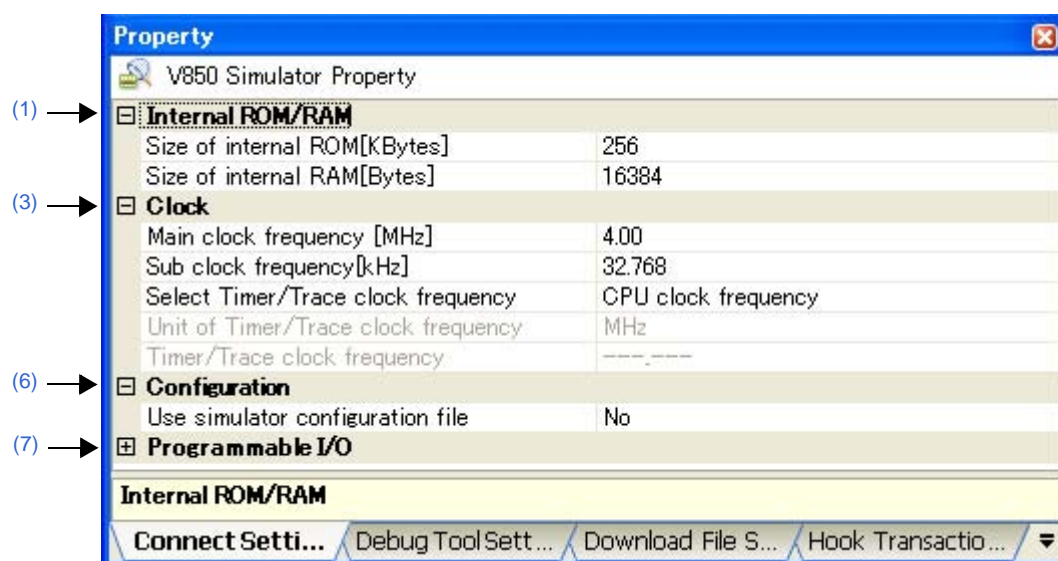 Property
V850 Simulator Property
(1) Internal ROM/RAM
Size of internal ROM[KBytes] 256
Size of internal RAM[Bytes] 16384
(3) Clock
Main clock frequency [MHz] 4.00
Sub clock frequency[kHz] 32.768
Select Timer/Trace clock frequency CPU clock frequency
Unit of Timer/Trace clock frequency MHz
Timer/Trace clock frequency ---.---
(6) Configuration
Use simulator configuration file No
(7) Programmable I/O
Internal ROM/RAM
Connect Setti... Debug Tool Sett... Download File S... Hook Transactio...